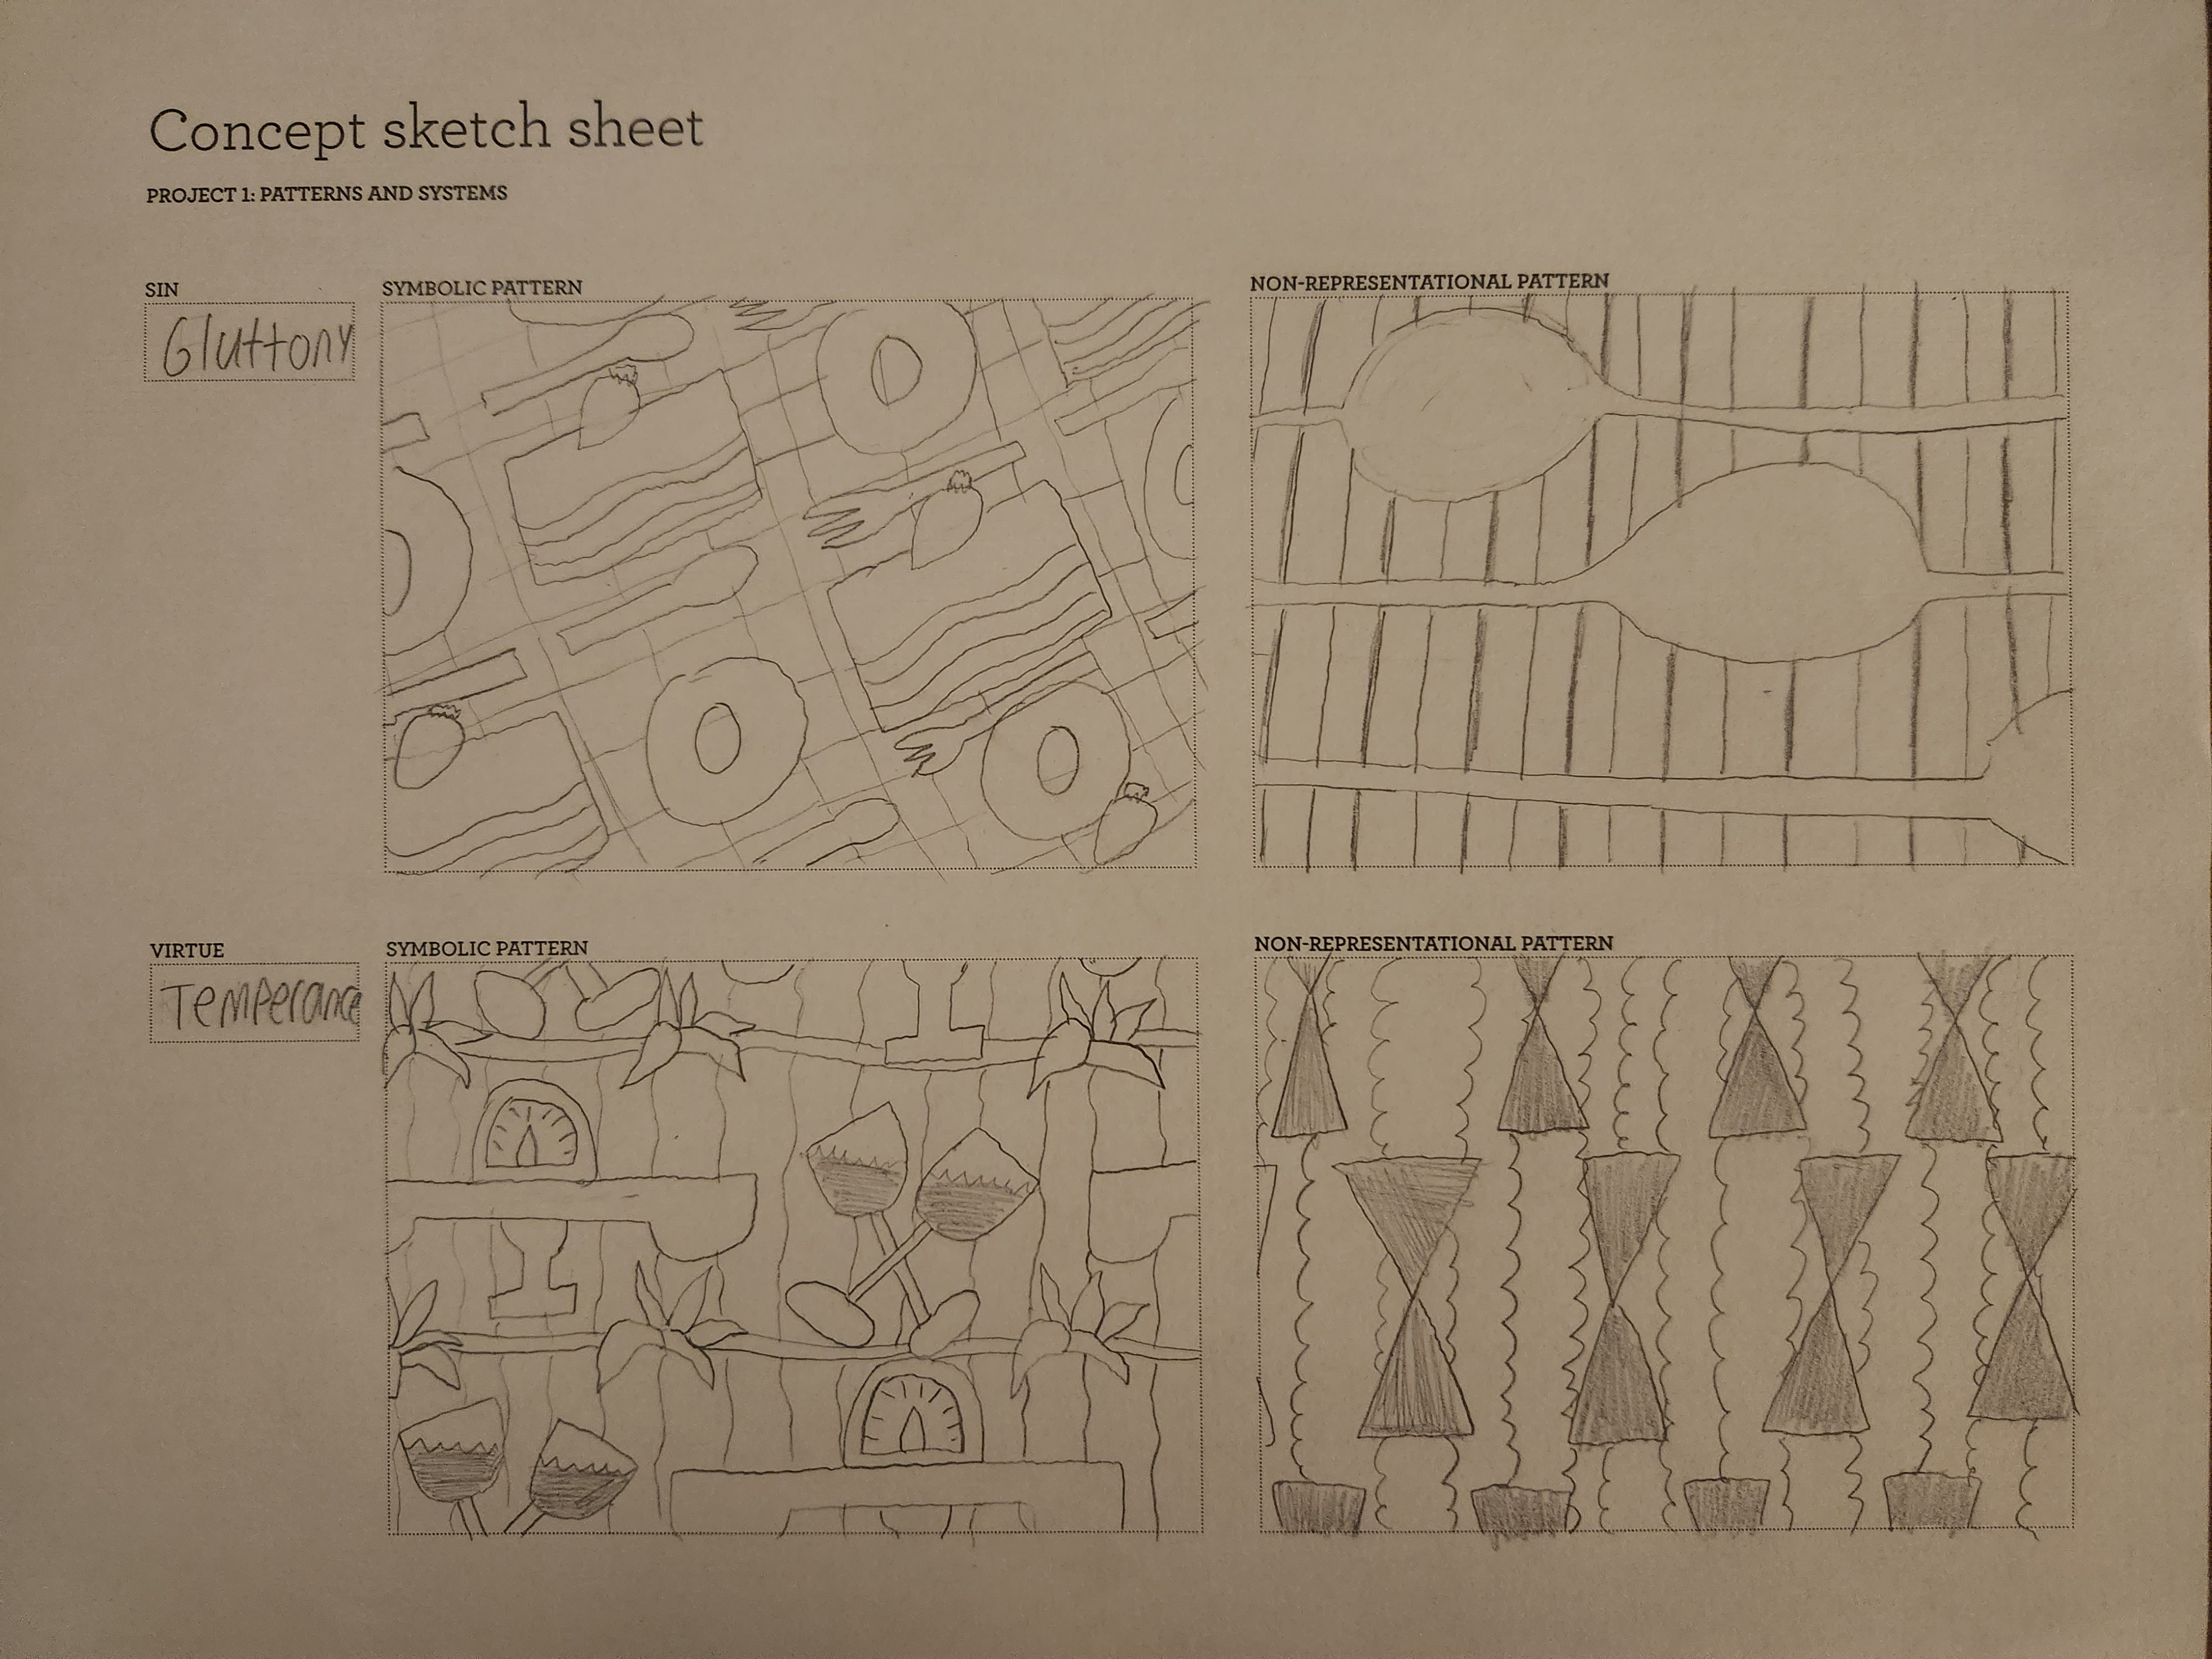 Concept sketch sheet
PROJECT 1: PATTERNS AND SYSTEMS
SIN
SYMBOLIC PATTERN
NON-REPRESENTATIONAL PATTERN
Gluttony
VIRTUE
SYMBOLIC PATTERN
NON-REPRESENTATIONAL PATTERN
Temperance